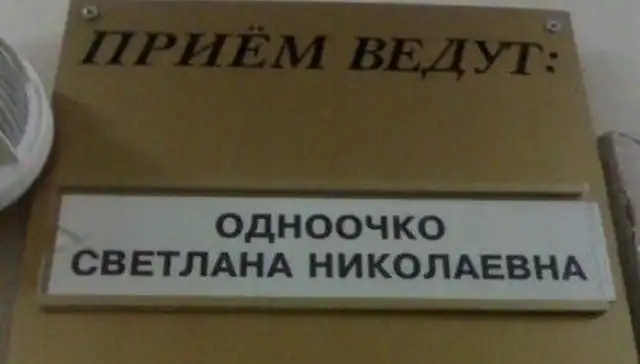 ПРИЁМ ВЕДУТ:
ОДНООЧКО
СВЕТЛАНА НИКОЛАЕВНА